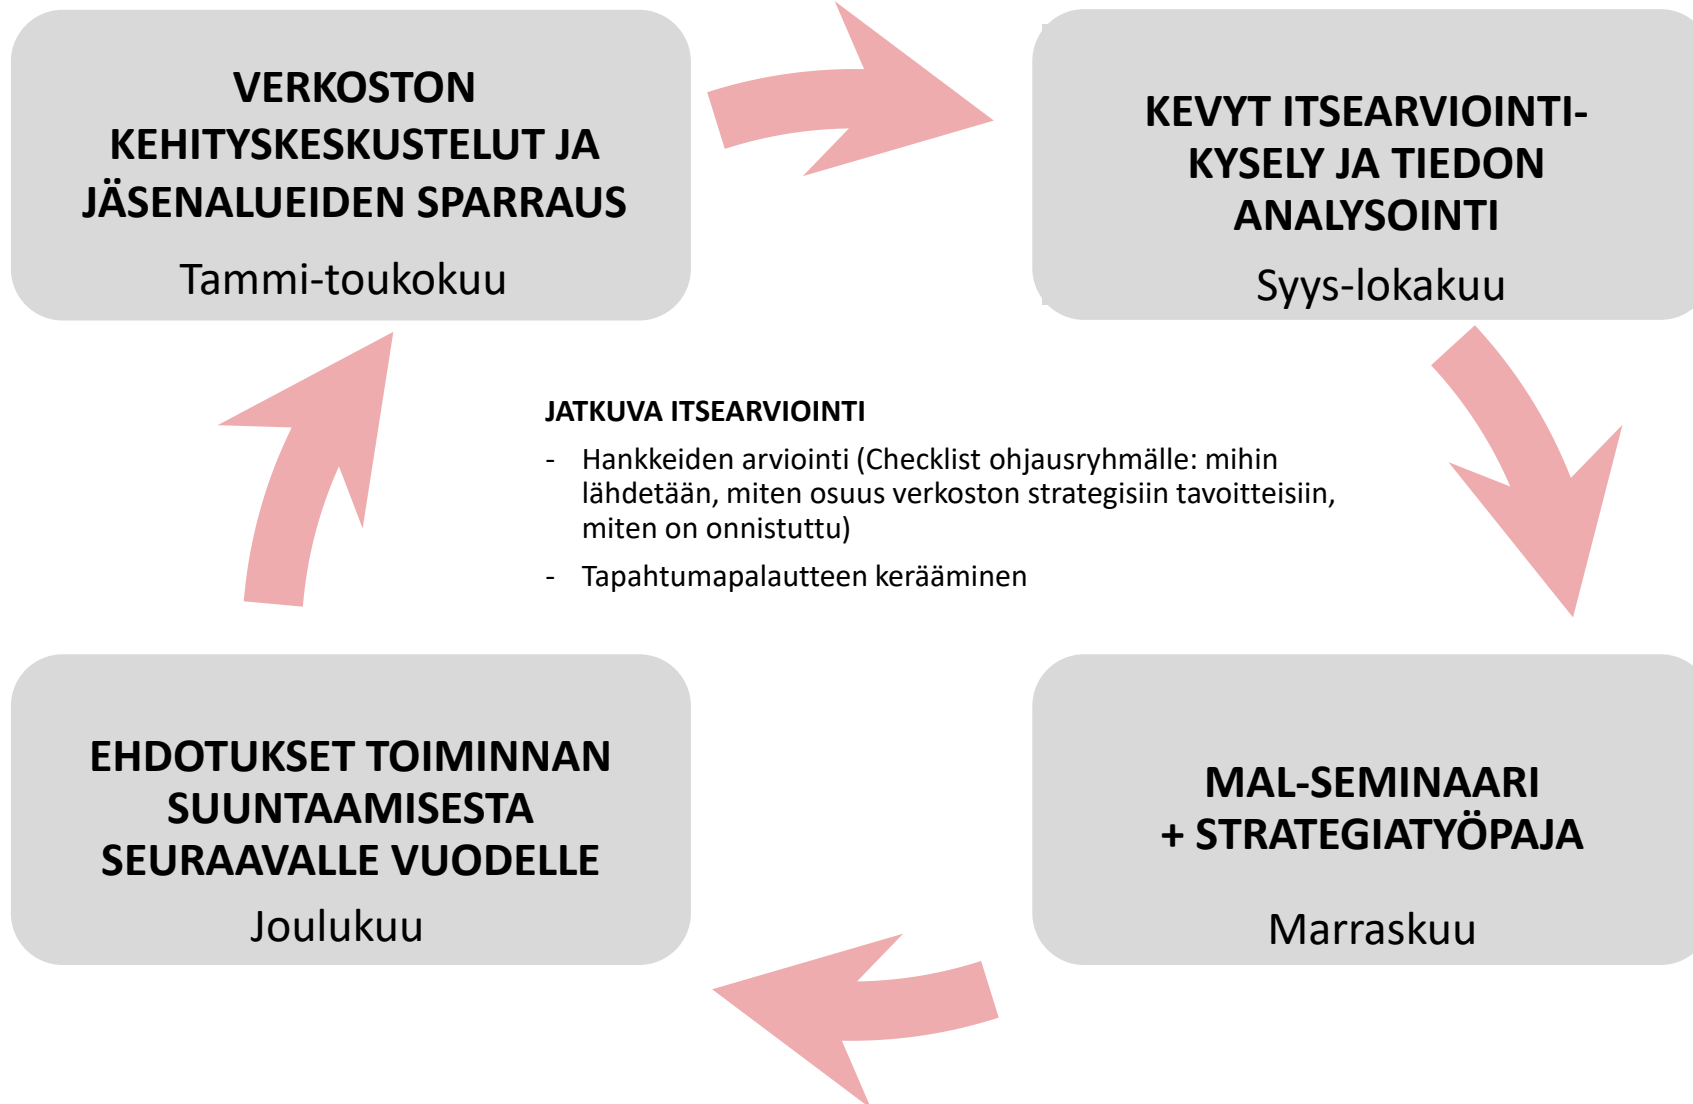 VERKOSTON
KEHITYSKESKUSTELUT JA
JÄSENALUEIDEN SPARRAUS
Tammi-toukokuu
KEVYT ITSEARVIOINTI-
KYSELY JA TIEDON
ANALYSOINTI
Syys-lokakuu
JATKUVA ITSEARVIOINTI
- Hankkeiden arviointi (Checklist ohjausryhmälle: mihin
lähdetään, miten osuus verkoston strategisiin tavoitteisiin,
miten on onnistuttu)
- Tapahtumapalautteen kerääminen
EHDOTUKSET TOIMINNAN
SUUNTAAMISESTA
SEURAAVALLE VUODELLE
Joulukuu
MAL-SEMINAARI
+ STRATEGIATYÖPAJA
Marraskuu